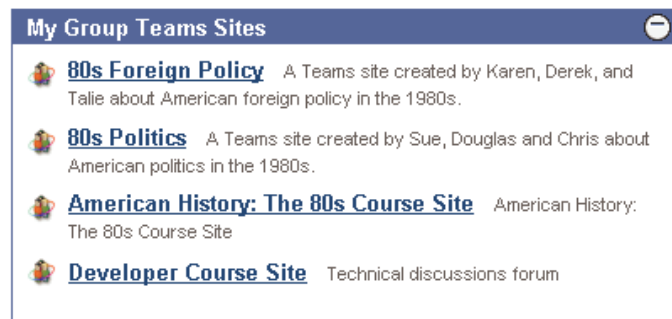 My Group Teams Sites
80s Foreign Policy A Teams site created by Karen, Derek, and
Talie about American foreign policy in the 1980s.
80s Politics A Teams site created by Sue, Douglas and Chris about
American politics in the 1980s.
American History: The 80s Course Site American History:
The 80s Course Site
Developer Course Site Technical discussions forum